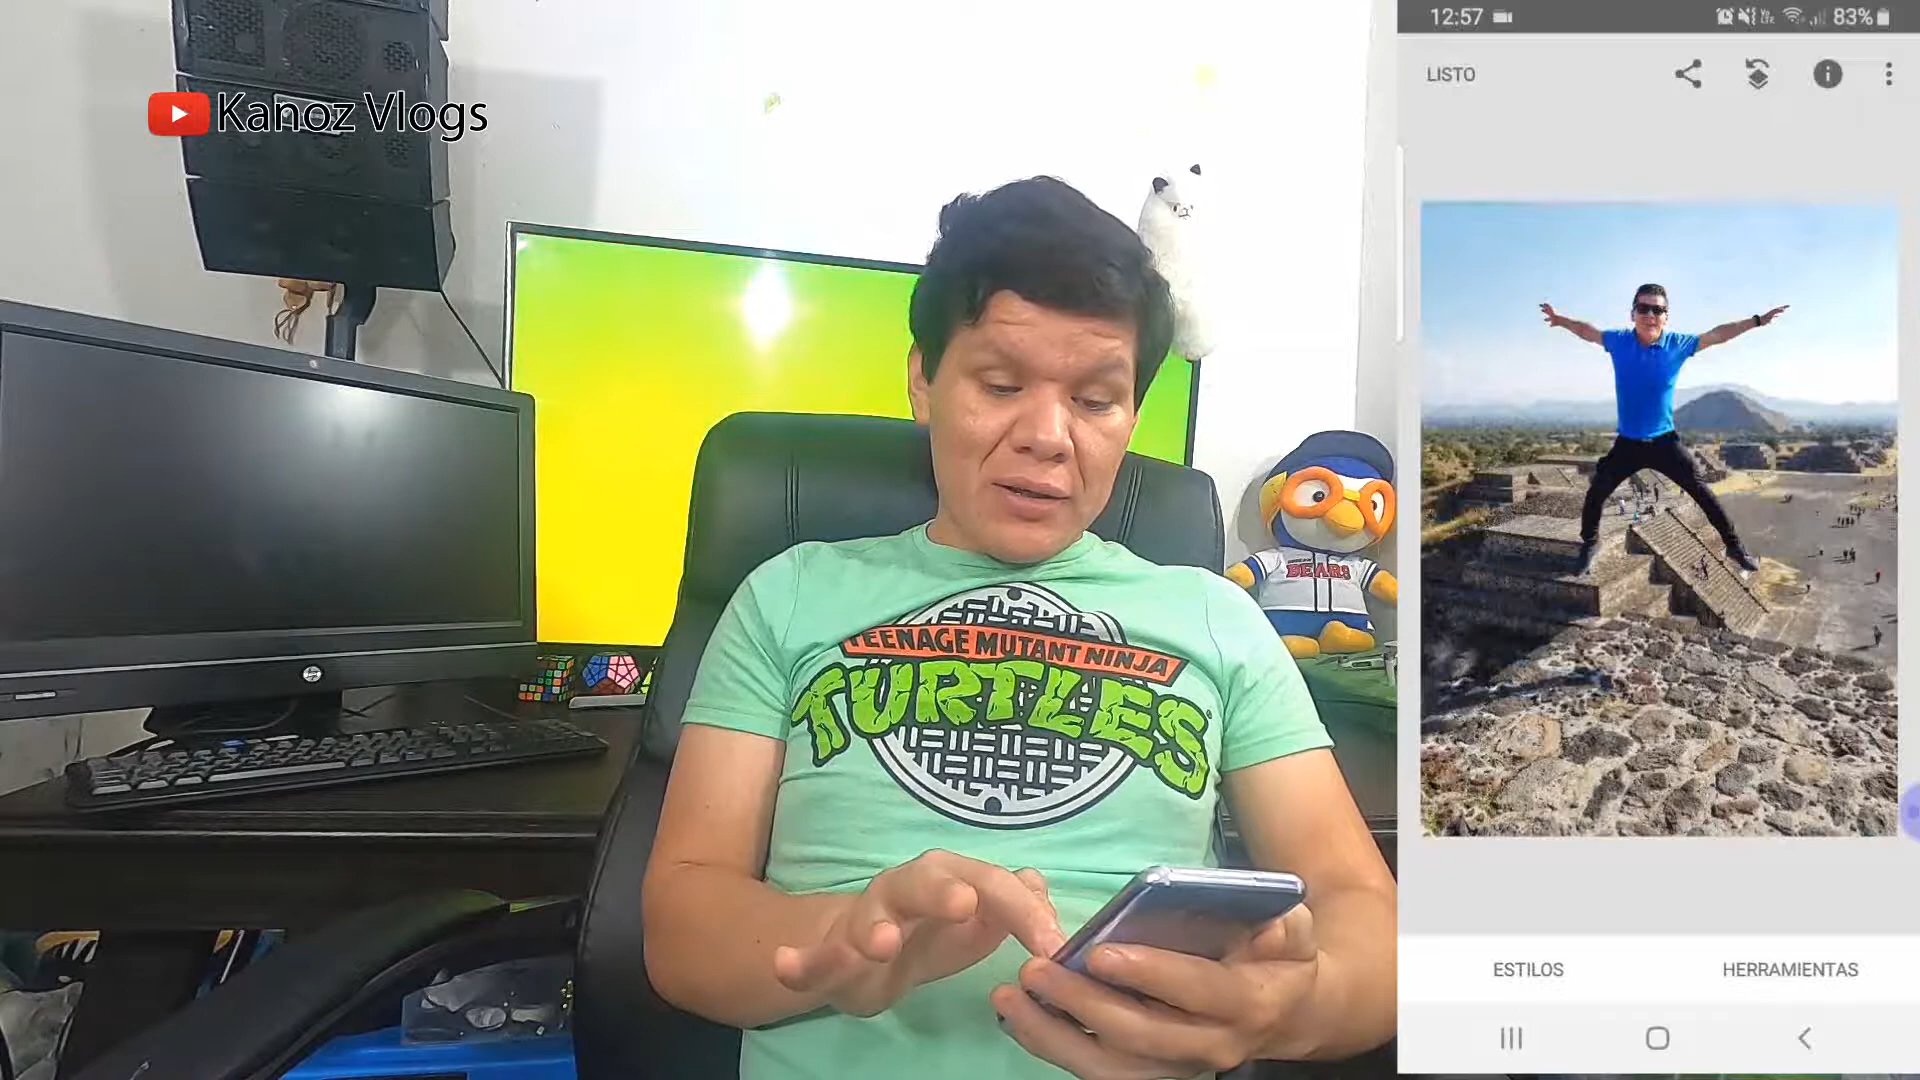 Kanoz Vlogs
12:57
83%
LISTO
BEARS
TEENAGE MUTANT NINJA
TURTLES
ESTILOS
HERRAMIENTAS